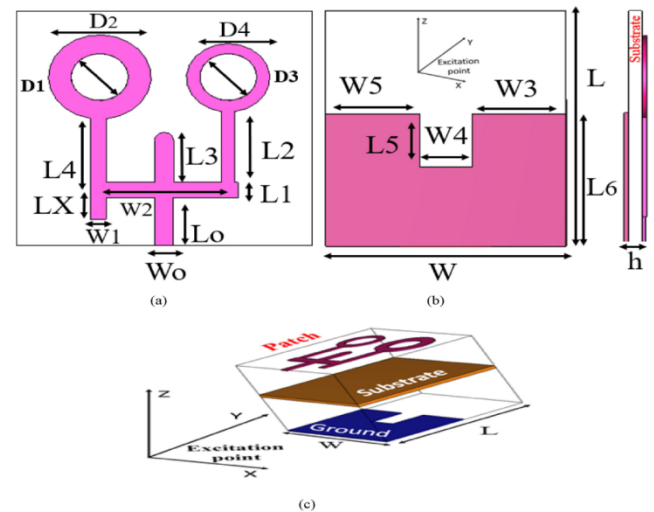 D2
D4
D1
D3
L4
L3
L2
LX
W2
L1
W1
Lo
Wo
(a)
Z
Y
Excitation
point
X
W5
W3
L5
W4
L
L6
W
(b)
Substrate
h
Patch
Substrate
Ground
W
L
Z
Y
Excitation
point
X
(c)